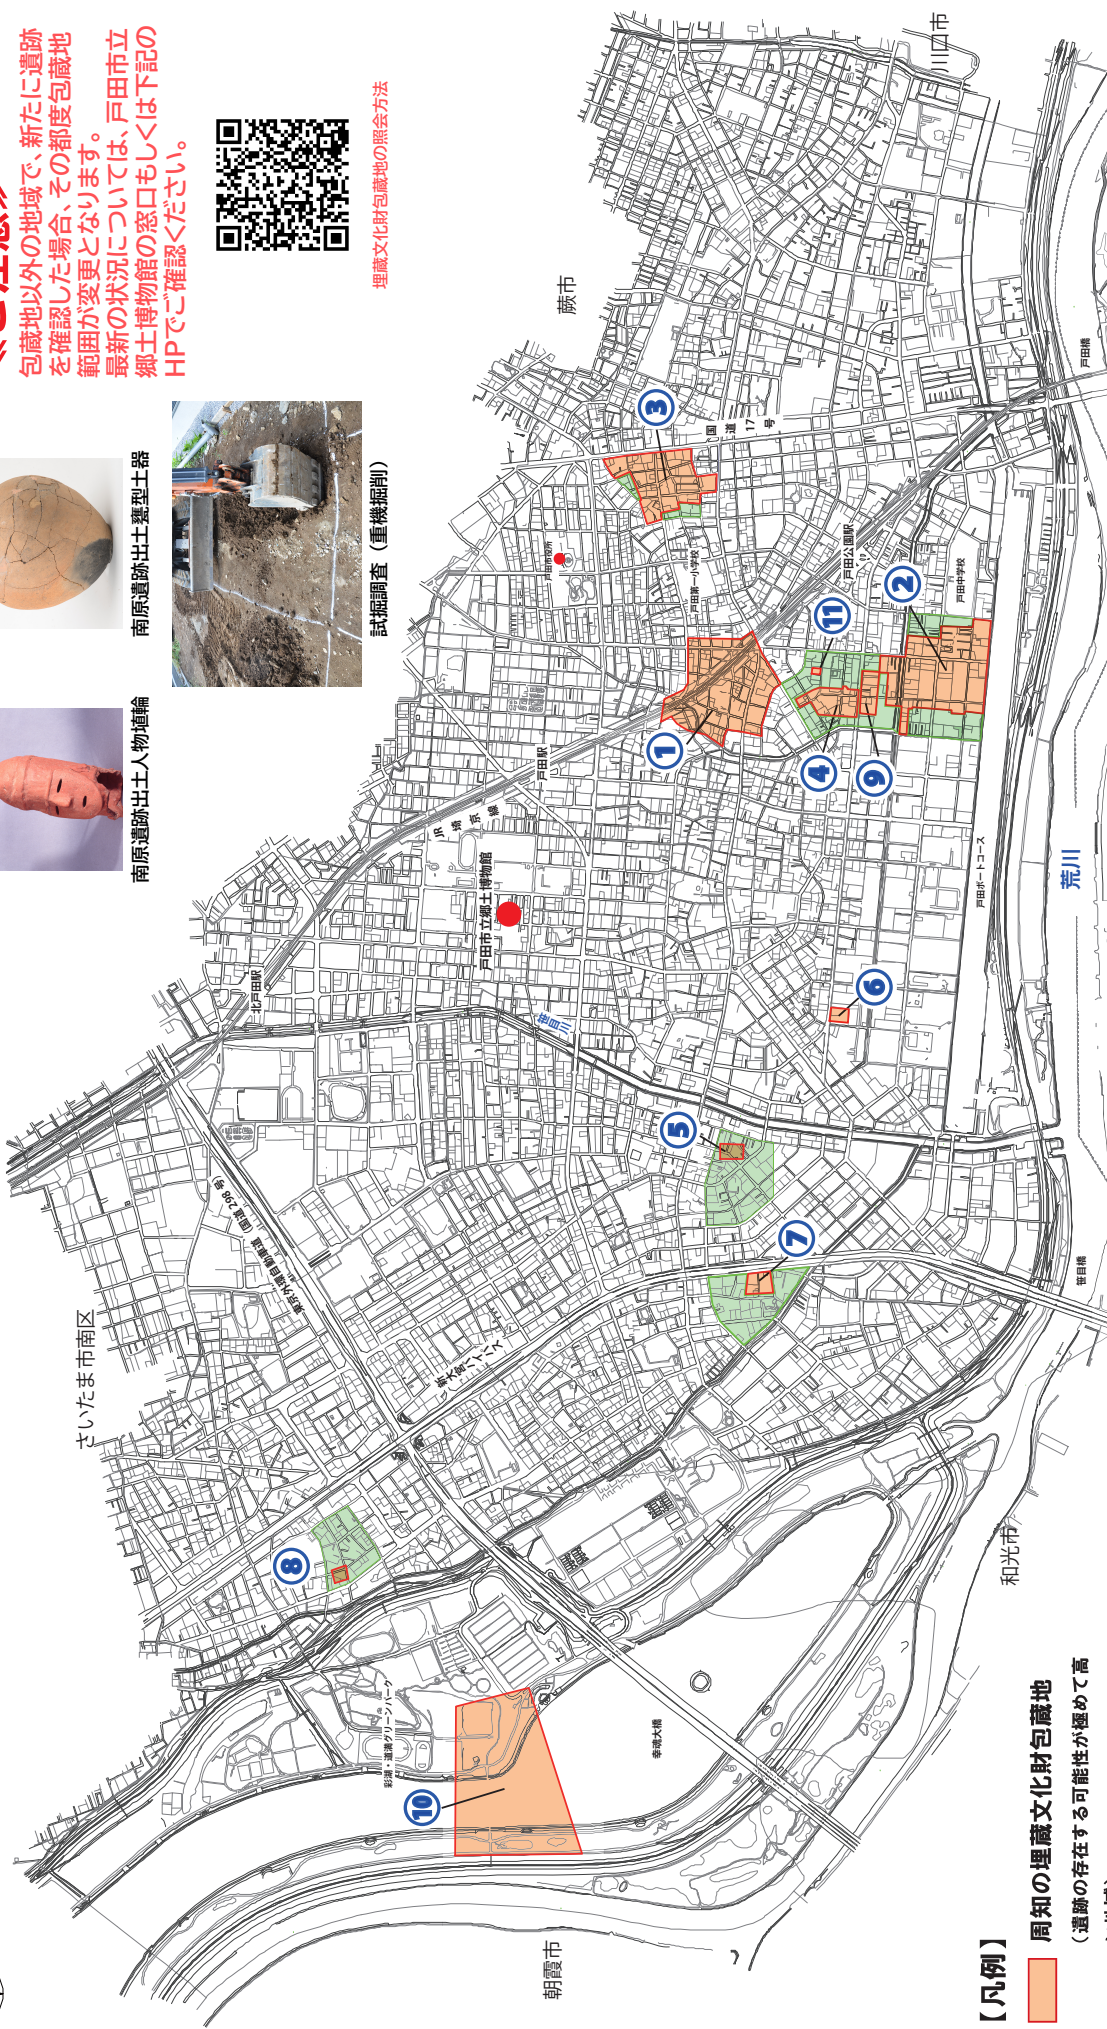 包蔵地以外の地域で、新たに遺跡
を確認した場合、その都度包蔵地
範囲が変更となります。
最新の状況については、戸田市立
郷土博物館の窓口もしくは下記の
HPでご確認ください。
埋蔵文化財包蔵地の照会方法
南原遺跡出土甕型土器
南原遺跡出土人物埴輪
試掘調査（重機掘削）
さいたま市南区
蕨市
川口市
北戸田駅
戸田駅
JR埼京線
戸田市立郷土博物館
戸田市役所
戸田第一小学校
国道17号
戸田公園駅
戸田中学校
戸田橋
戸田ボートコース
荒川
笹目川
笹目橋
東京外環自動車道（国道298号）
新大宮バイパス
彩湖・道満グリーンパーク
幸魂大橋
和光市
朝霞市
1
2
3
4
5
6
7
8
9
10
11
【凡例】
周知の埋蔵文化財包蔵地
（遺跡の存在する可能性が極めて高